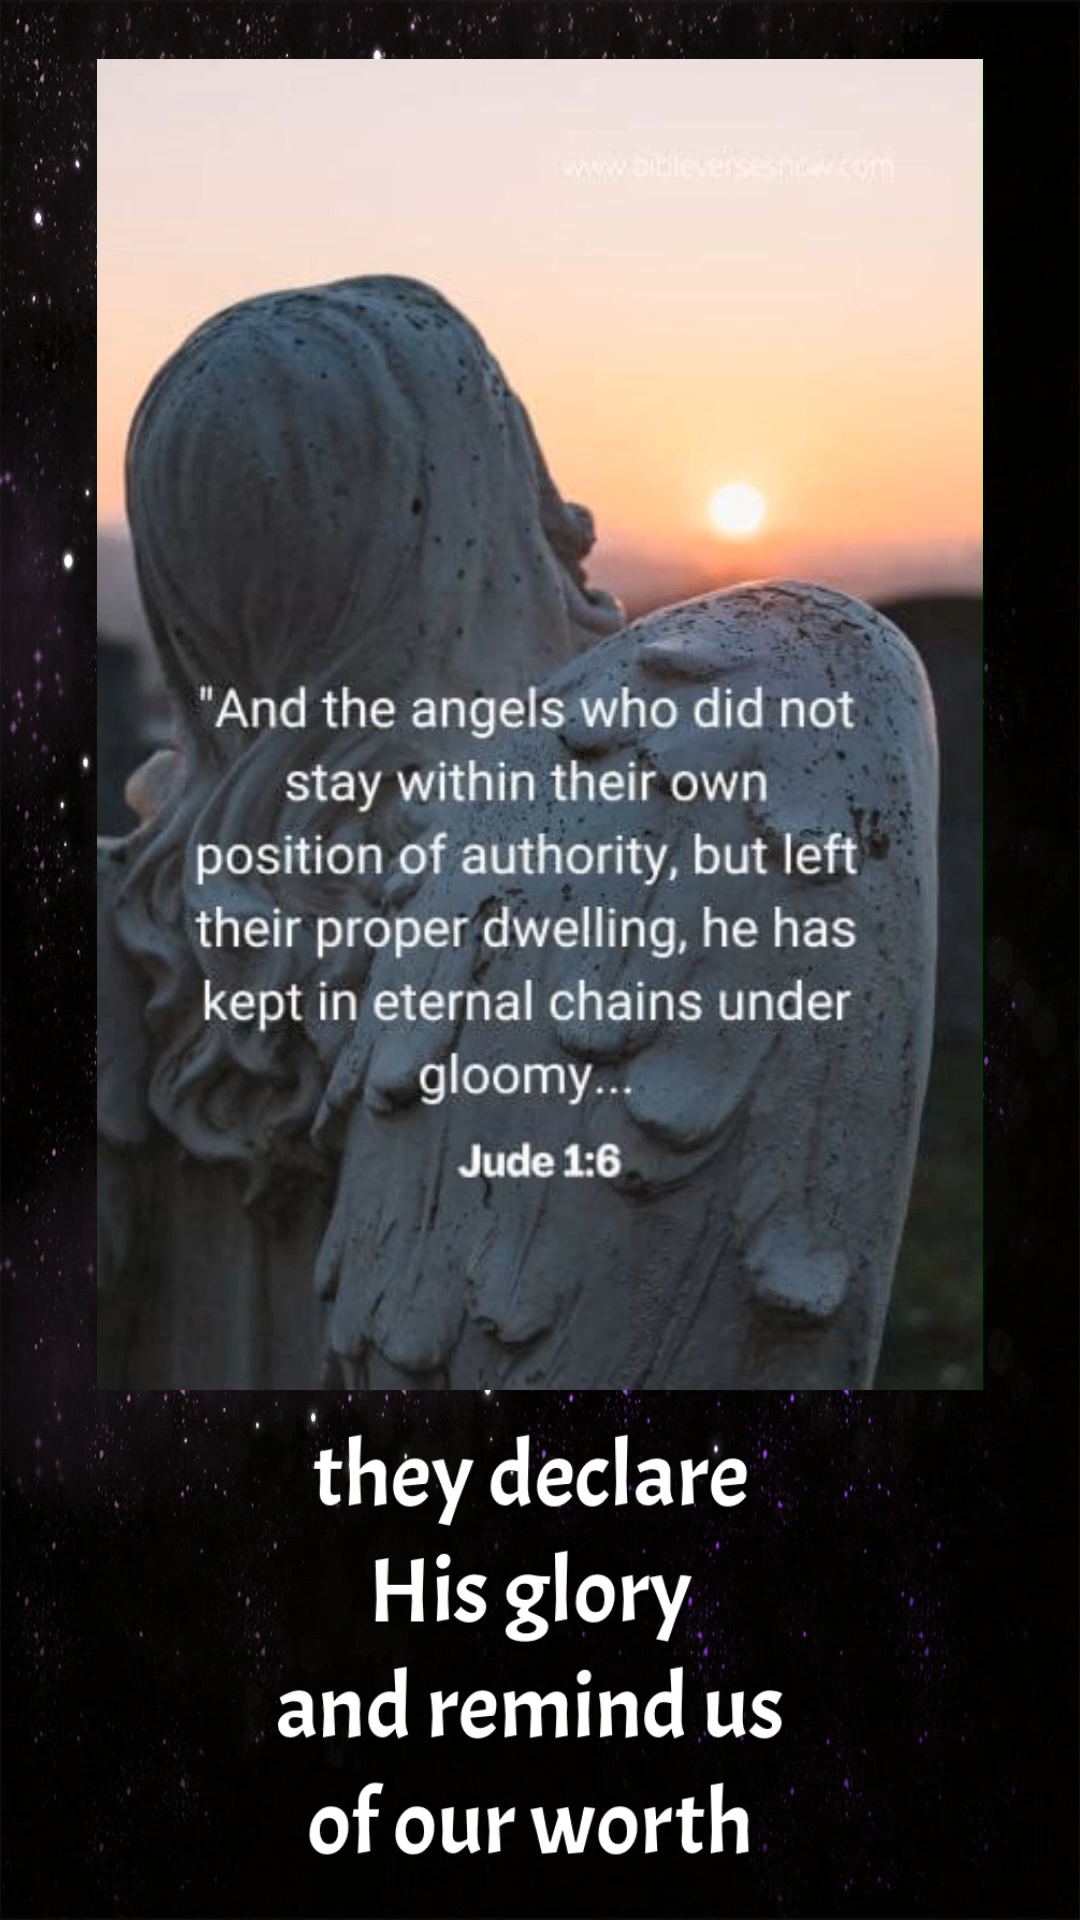 www.bibleversesnow.com
"And the angels who did not
stay within their own
position of authority, but left
their proper dwelling, he has
kept in eternal chains under
gloomy...
Jude 1:6
they declare
His glory
and remind us
of our worth